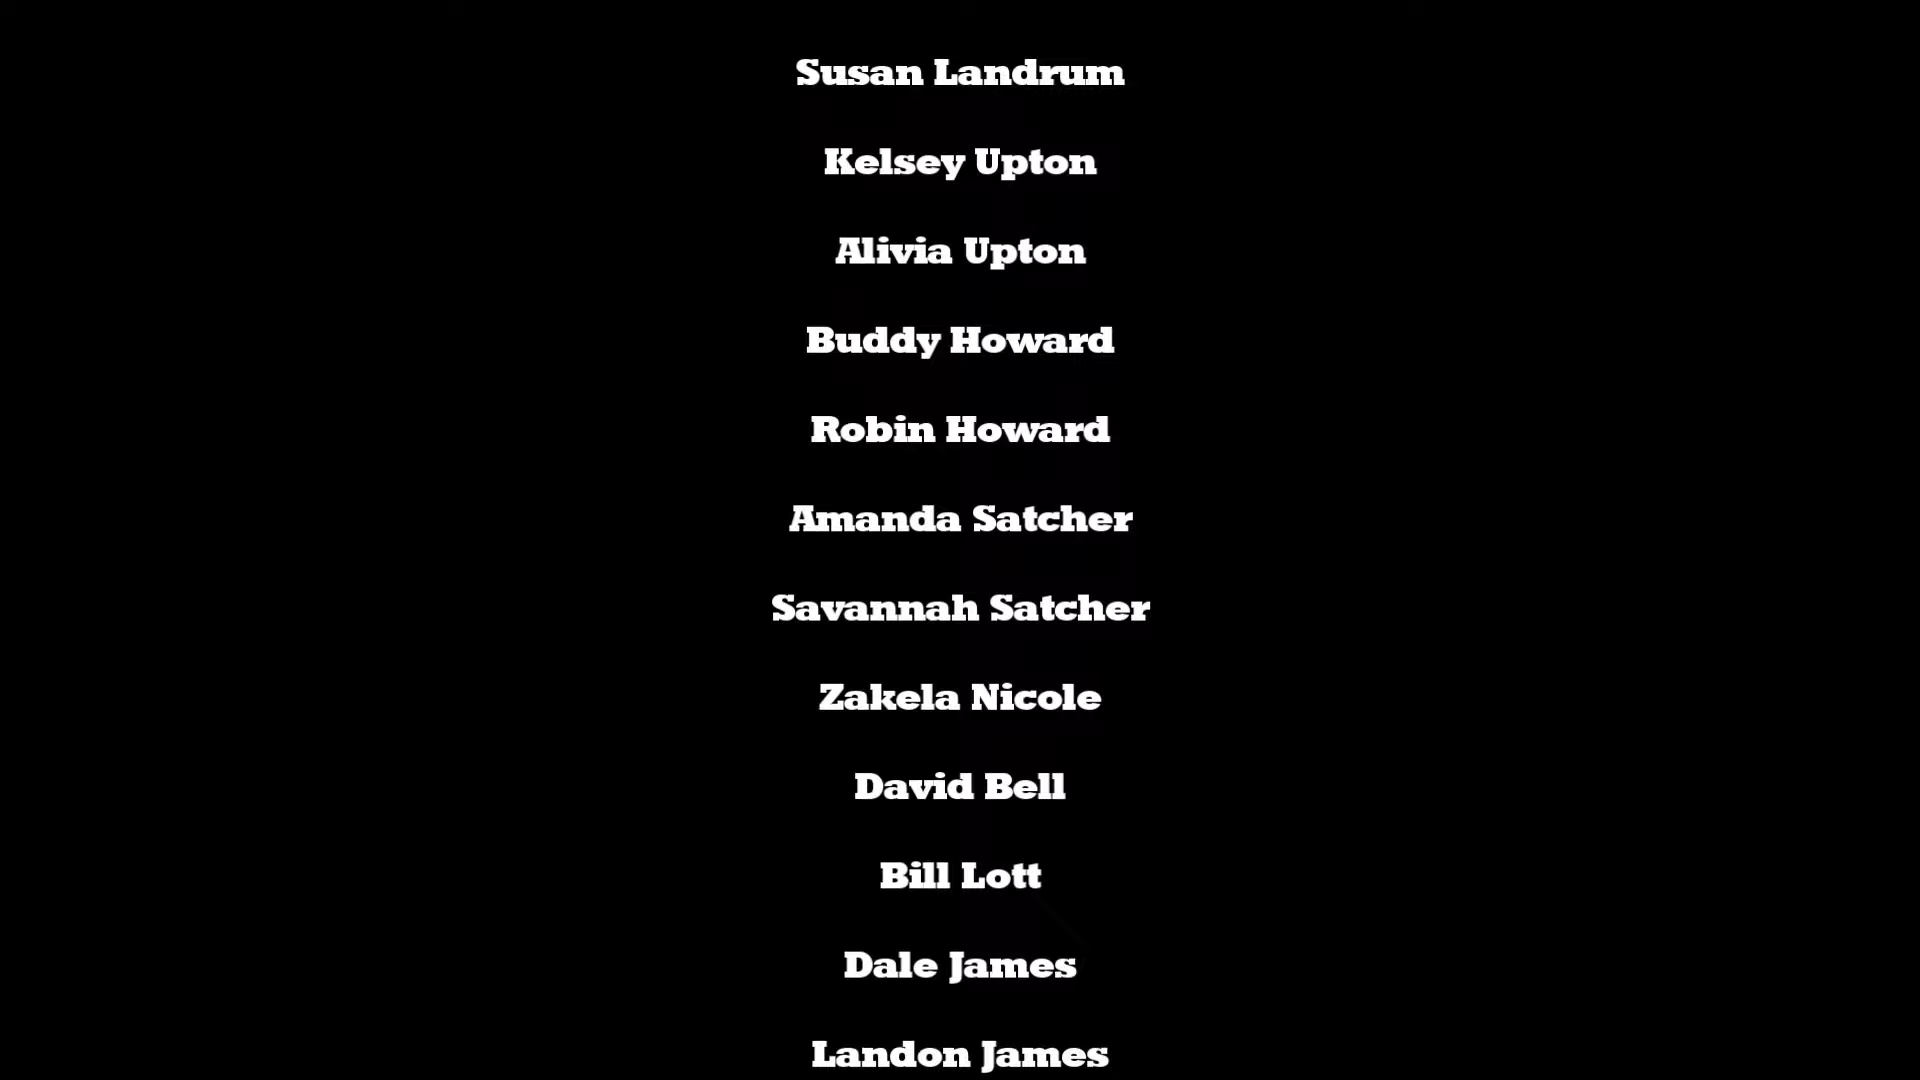 Susan Landrum
Kelsey Upton
Alivia Upton
Buddy Howard
Robin Howard
Amanda Satcher
Savannah Satcher
Zakela Nicole
David Bell
Bill Lott
Dale James
Landon James